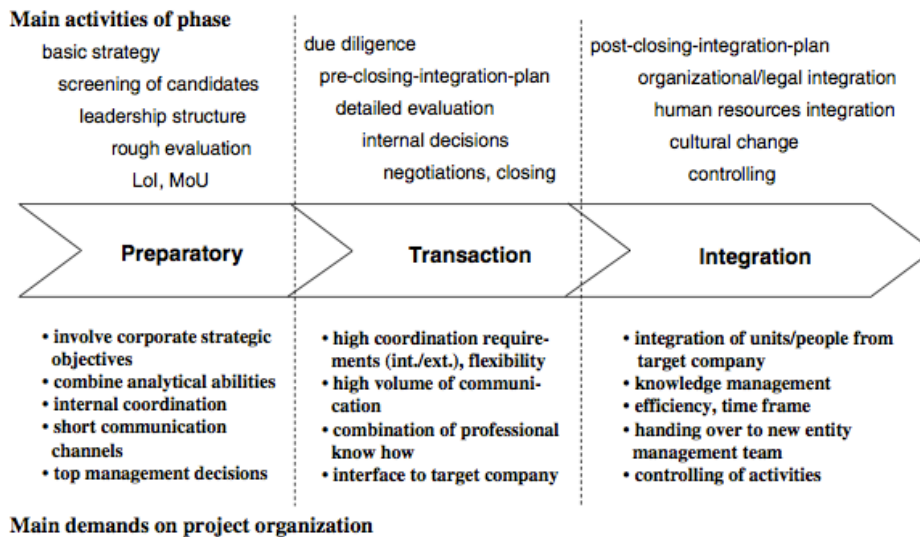 Main activities of phase
basic strategy
screening of candidates
leadership structure
rough evaluation
LoI, MoU
due diligence
pre-closing-integration-plan
detailed evaluation
internal decisions
negotiations, closing
post-closing-integration-plan
organizational/legal integration
human resources integration
cultural change
controlling
Preparatory
Transaction
Integration
• involve corporate strategic
objectives
• combine analytical abilities
• internal coordination
• short communication
channels
• top management decisions
• high coordination require-
ments (int./ext.), flexibility
• high volume of communi-
cation
• combination of professional
know how
• interface to target company
• integration of units/people from
target company
• knowledge management
• efficiency, time frame
• handing over to new entity
management team
• controlling of activities
Main demands on project organization